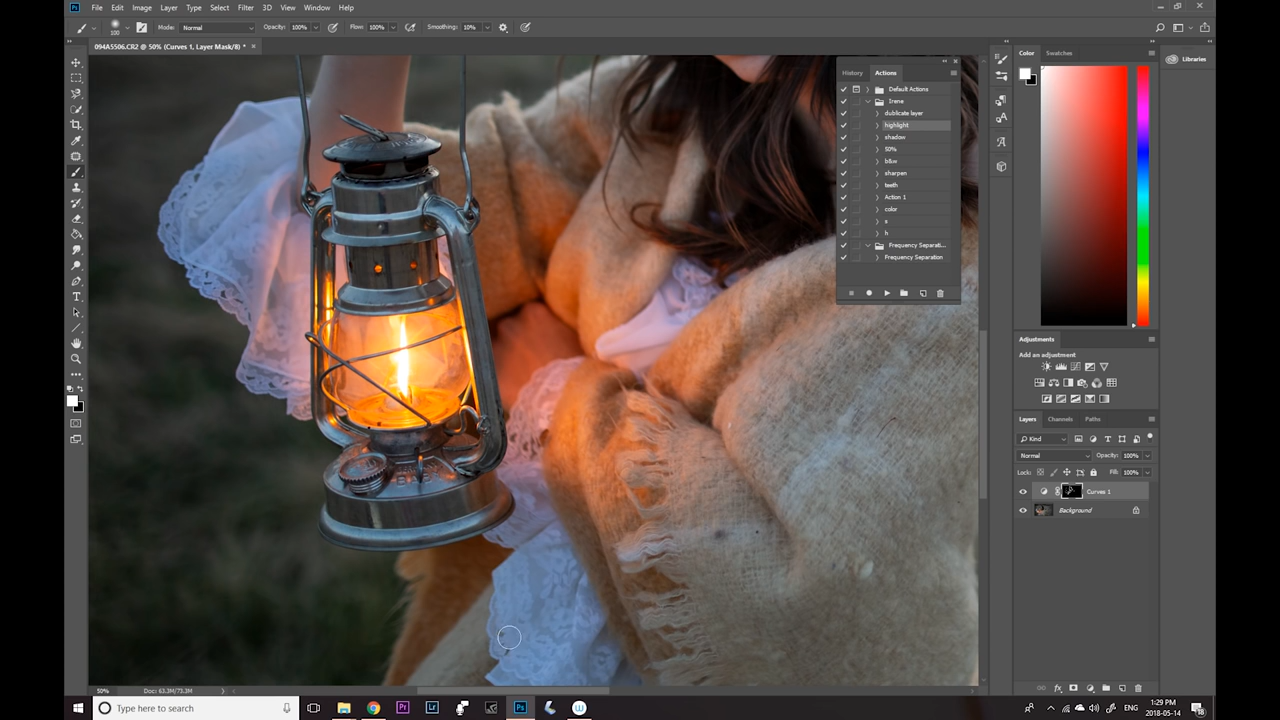 File Edit Image Layer Type Select Filter 3D View Window Help
100 Mode: Normal Opacity: 100% Flow: 100% Smoothing: 10%
094A5506.CR2 @ 50% (Curves 1, Layer Mask/8) *
History Actions
Default Actions
Irene
dublicate layer
highlight
shadow
50%
b&w
sharpen
teeth
Action 1
color
s
h
Frequency Separati...
Frequency Separation
Color Swatches
Libraries
Adjustments
Add an adjustment
Layers Channels Paths
Kind
Normal Opacity: 100%
Lock: Fill: 100%
Curves 1
Background
50% Doc: 63.3M/73.3M
Type here to search
1:29 PM
2018-05-14